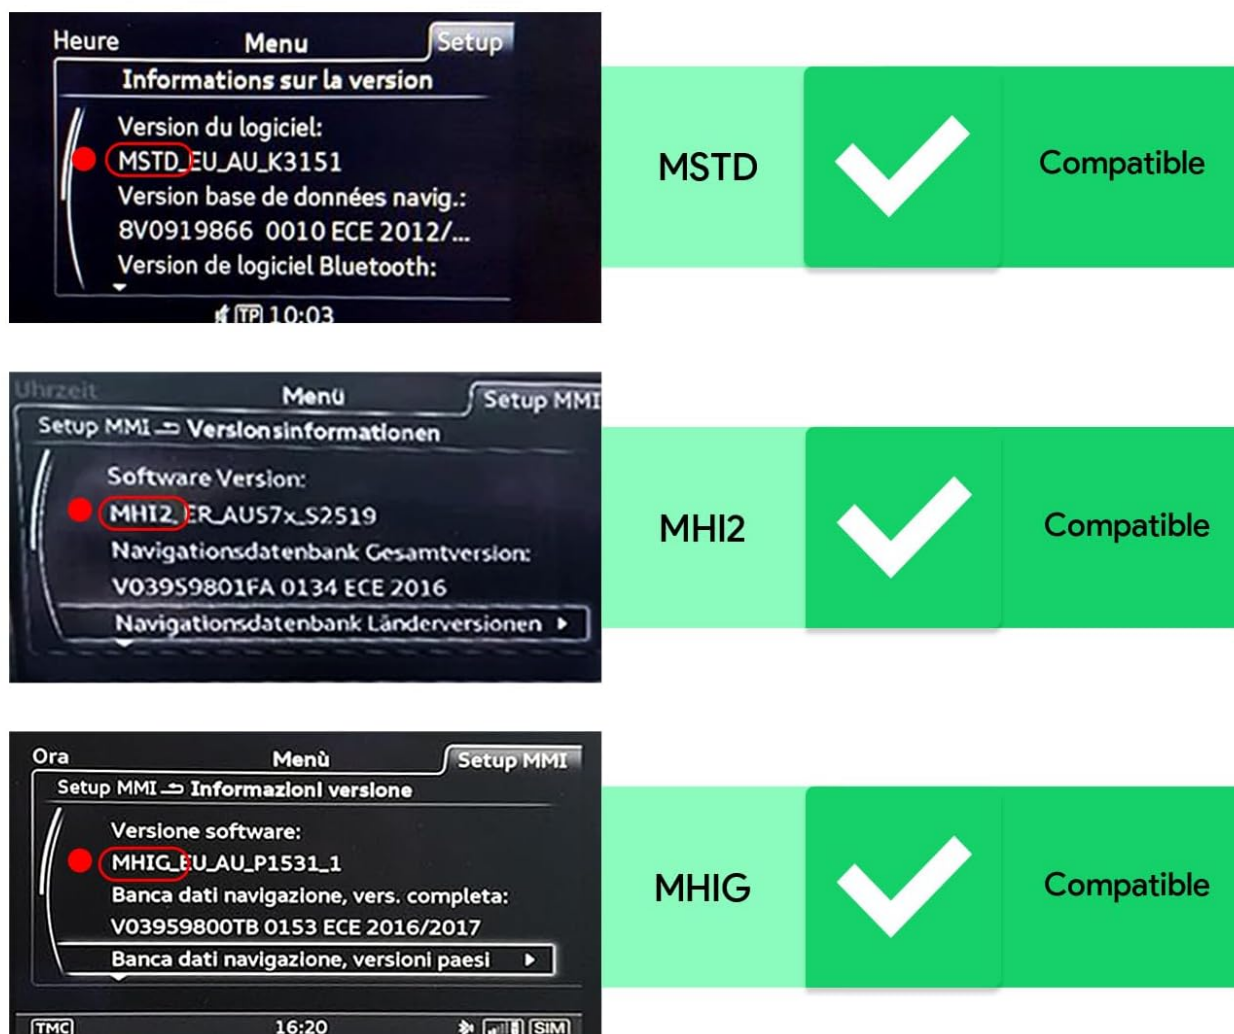 Heure Menu Setup
Informations sur la version
Version du logiciel:
MSTD_EU_AU_K3151
Version base de données navig.:
8V0919866 0010 ECE 2012/...
Version de logiciel Bluetooth:
TP 10:03
MSTD
Compatible
Uhrzeit Menü Setup MMI
Setup MMI Versionsinformationen
Software Version:
MHI2_ER_AU57x_S2519
Navigationsdatenbank Gesamtversion:
V03959801FA 0134 ECE 2016
Navigationsdatenbank Länderversionen
MHI2
Compatible
Ora Menù Setup MMI
Setup MMI Informazioni versione
Versione software:
MHIG_EU_AU_P1531_1
Banca dati navigazione, vers. completa:
V03959800TB 0153 ECE 2016/2017
Banca dati navigazione, versioni paesi
TMC 16:20 SIM
MHIG
Compatible